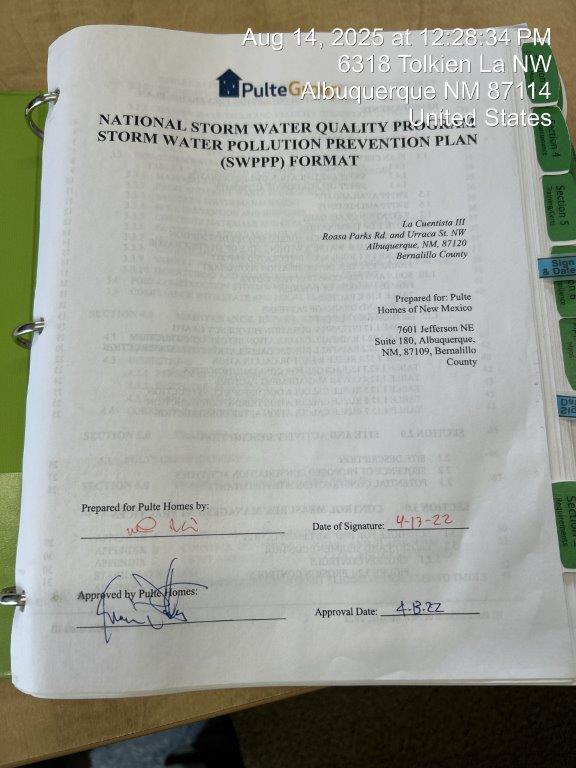 Aug 14, 2025 at 12:28:34 PM
6318 Tolkien La NW
Albuquerque NM 87114
United States
PulteGroup
NATIONAL STORM WATER QUALITY PROGRAM
STORM WATER POLLUTION PREVENTION PLAN
(SWPPP) FORMAT
La Cuentista III
Roasa Parks Rd. and Urraca St. NW
Albuquerque, NM, 87120
Bernalillo County
Prepared for: Pulte
Homes of New Mexico
7601 Jefferson NE
Suite 180, Albuquerque,
NM, 87109, Bernalillo
County
Prepared for Pulte Homes by:
Date of Signature: 4-13-22
Approved by Pulte Homes:
Approval Date: 4.13.22
Section 4
Section 5
Training/Certs
Sign
& Date
Requirements